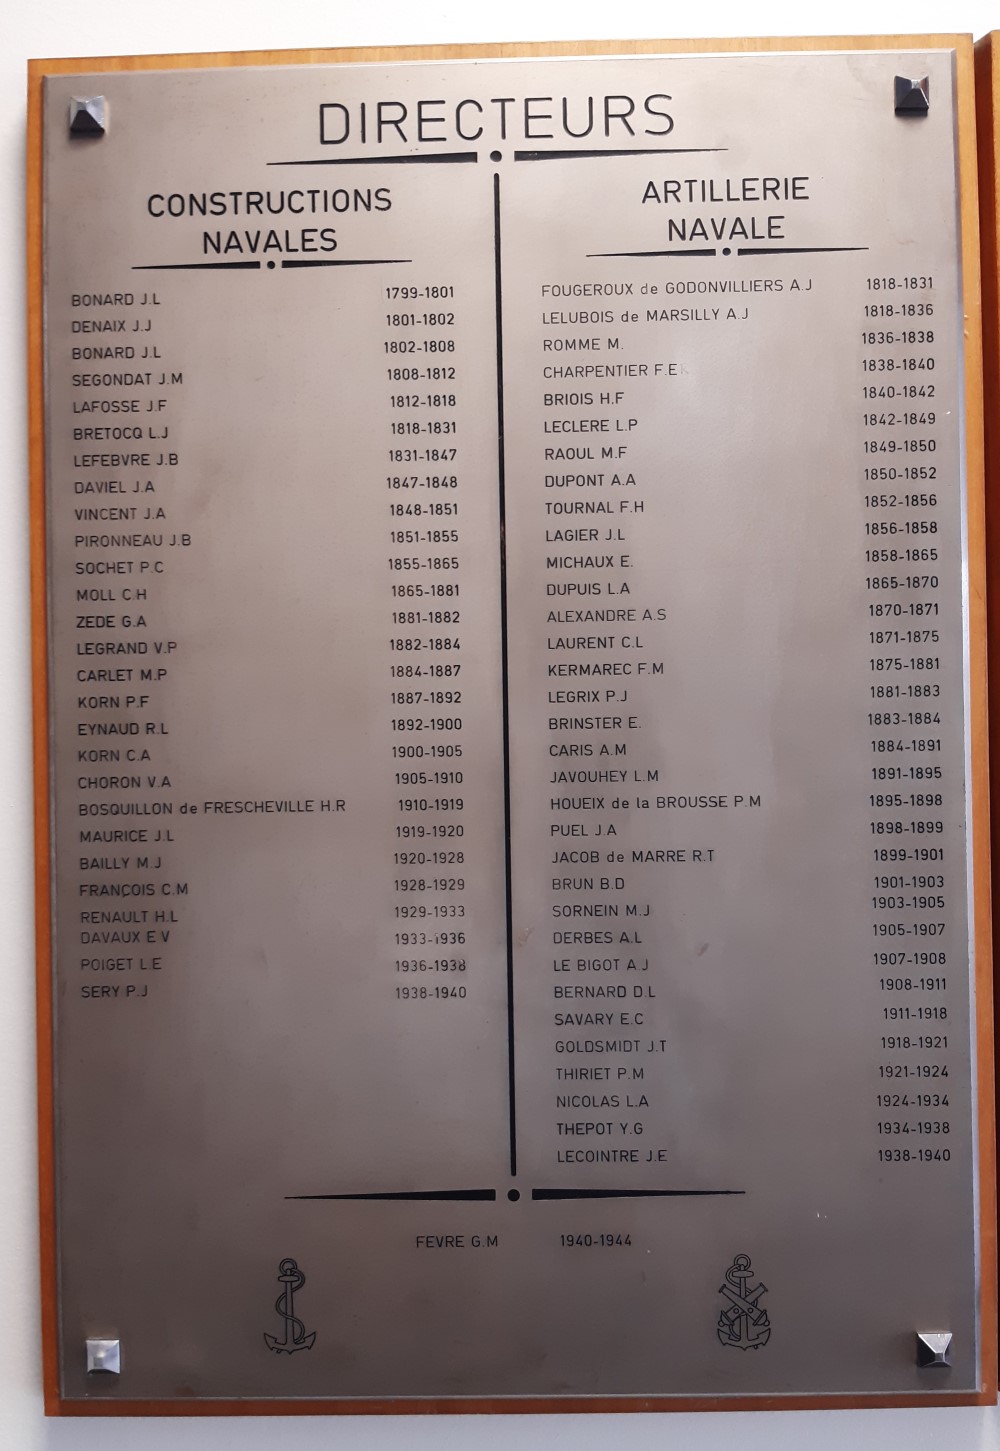 DIRECTEURS
CONSTRUCTIONS
NAVALES
BONARD J.L 1799-1801
DENAIX J.J 1801-1802
BONARD J.L 1802-1808
SEGONDAT J.M 1808-1812
LAFOSSE J.F 1812-1818
BRETOCQ L.J 1818-1831
LEFEBVRE J.B 1831-1847
DAVIEL J.A 1847-1848
VINCENT J.A 1848-1851
PIRONNEAU J.B 1851-1855
SOCHET P.C 1855-1865
MOLL C.H 1865-1881
ZEDE G.A 1881-1882
LEGRAND V.P 1882-1884
CARLET M.P 1884-1887
KORN P.F 1887-1892
EYNAUD R.L 1892-1900
KORN C.A 1900-1905
CHORON V.A 1905-1910
BOSQUILLON de FRESCHEVILLE H.R 1910-1919
MAURICE J.L 1919-1920
BAILLY M.J 1920-1928
FRANÇOIS C.M 1928-1929
RENAULT H.L 1929-1933
DAVAUX E V 1933-1936
POIGET L E 1936-1938
SERY P.J 1938-1940
ARTILLERIE
NAVALE
FOUGEROUX de GODONVILLIERS A.J 1818-1831
LELUBOIS de MARSILLY A.J 1818-1836
ROMME M. 1836-1838
CHARPENTIER F.E 1838-1840
BRIOIS H.F 1840-1842
LECLERE L.P 1842-1849
RAOUL M.F 1849-1850
DUPONT A.A 1850-1852
TOURNAL F.H 1852-1856
LAGIER J.L 1856-1858
MICHAUX E. 1858-1865
DUPUIS L.A 1865-1870
ALEXANDRE A.S 1870-1871
LAURENT C.L 1871-1875
KERMAREC F.M 1875-1881
LEGRIX P.J 1881-1883
BRINSTER E. 1883-1884
CARIS A.M 1884-1891
JAVOUHEY L.M 1891-1895
HOUEIX de la BROUSSE P.M 1895-1898
PUEL J.A 1898-1899
JACOB de MARRE R.T 1899-1901
BRUN B.D 1901-1903
SORNEIN M.J 1903-1905
DERBES A.L 1905-1907
LE BIGOT A.J 1907-1908
BERNARD D.L 1908-1911
SAVARY E.C 1911-1918
GOLDSMIDT J.T 1918-1921
THIRIET P.M 1921-1924
NICOLAS L.A 1924-1934
THEPOT Y.G 1934-1938
LECOINTRE J.E 1938-1940
FEVRE G.M 1940-1944